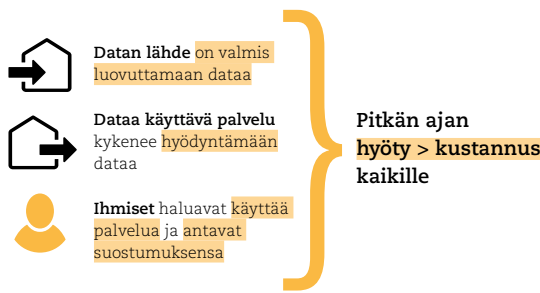 Datan lähde on valmis
luovuttamaan dataa
Dataa käyttävä palvelu
kykenee hyödyntämään
dataa
Ihmiset haluavat käyttää
palvelua ja antavat
suostumuksensa
Pitkän ajan
hyöty > kustannus
kaikille